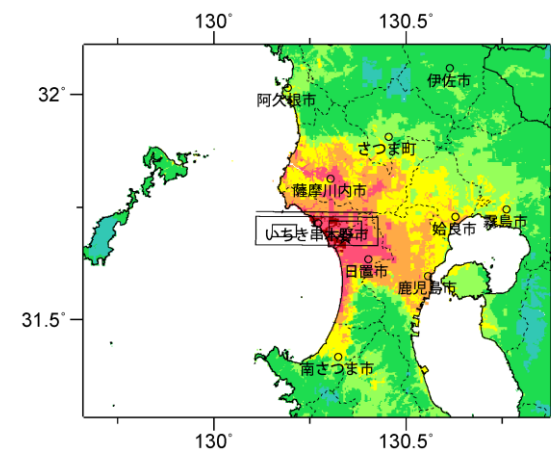 130° 130.5°
32°
伊佐市
阿久根市
さつま町
薩摩川内市
霧島市
姶良市
いちき串木野市
日置市
鹿児島市
31.5°
南さつま市
130° 130.5°